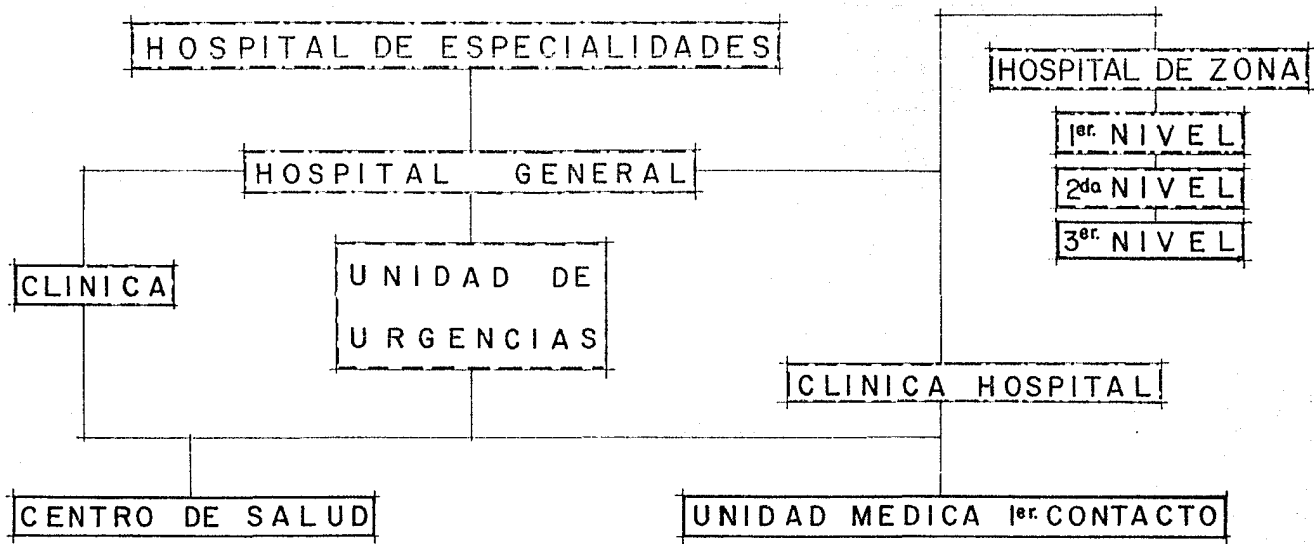 HOSPITAL DE ESPECIALIDADES
HOSPITAL DE ZONA
1er. NIVEL
2da NIVEL
3er. NIVEL
HOSPITAL GENERAL
CLINICA
UNIDAD DE
URGENCIAS
CLINICA HOSPITAL
CENTRO DE SALUD
UNIDAD MEDICA 1er. CONTACTO